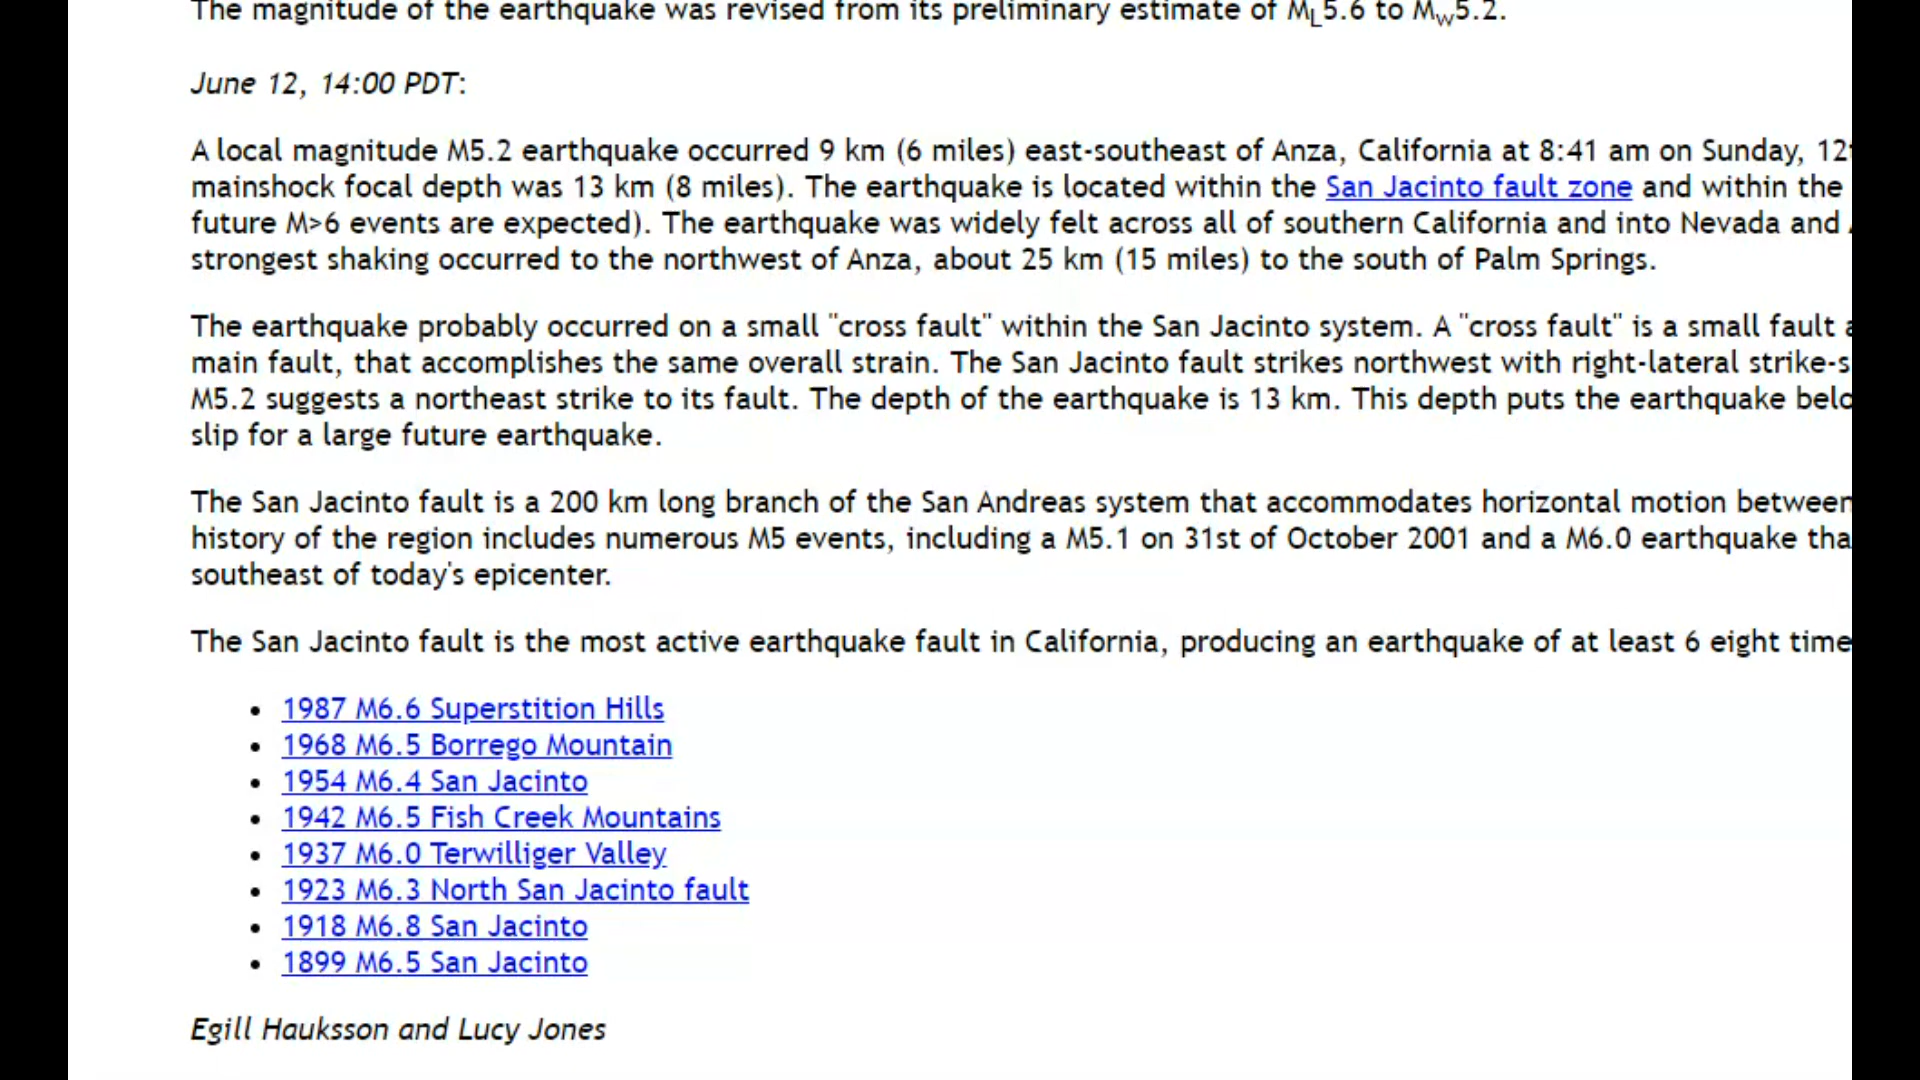 The magnitude of the earthquake was revised from its preliminary estimate of ML5.6 to Mw5.2.
June 12, 14:00 PDT:
A local magnitude M5.2 earthquake occurred 9 km (6 miles) east-southeast of Anza, California at 8:41 am on Sunday, 12
mainshock focal depth was 13 km (8 miles). The earthquake is located within the San Jacinto fault zone and within the
future M>6 events are expected). The earthquake was widely felt across all of southern California and into Nevada and
strongest shaking occurred to the northwest of Anza, about 25 km (15 miles) to the south of Palm Springs.
The earthquake probably occurred on a small "cross fault" within the San Jacinto system. A "cross fault" is a small fault
main fault, that accomplishes the same overall strain. The San Jacinto fault strikes northwest with right-lateral strike-s
M5.2 suggests a northeast strike to its fault. The depth of the earthquake is 13 km. This depth puts the earthquake belo
slip for a large future earthquake.
The San Jacinto fault is a 200 km long branch of the San Andreas system that accommodates horizontal motion between
history of the region includes numerous M5 events, including a M5.1 on 31st of October 2001 and a M6.0 earthquake tha
southeast of today's epicenter.
The San Jacinto fault is the most active earthquake fault in California, producing an earthquake of at least 6 eight time
• 1987 M6.6 Superstition Hills
• 1968 M6.5 Borrego Mountain
• 1954 M6.4 San Jacinto
• 1942 M6.5 Fish Creek Mountains
• 1937 M6.0 Terwilliger Valley
• 1923 M6.3 North San Jacinto fault
• 1918 M6.8 San Jacinto
• 1899 M6.5 San Jacinto
Egill Hauksson and Lucy Jones